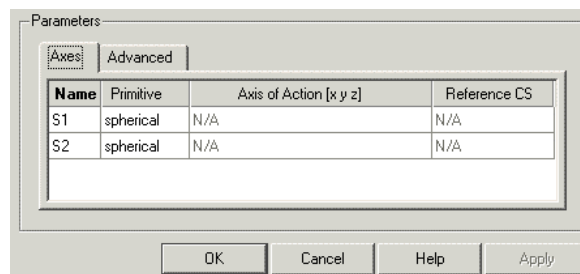 Parameters
Axes Advanced
Name Primitive Axis of Action [x y z] Reference CS
S1 spherical N/A N/A
S2 spherical N/A N/A
OK Cancel Help Apply